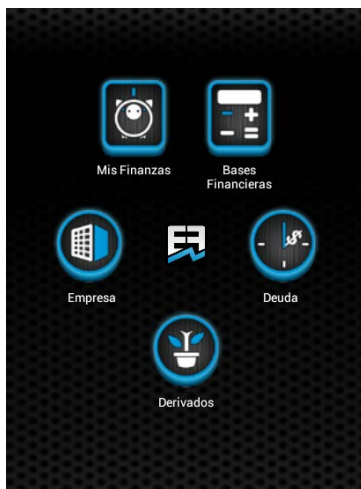 Mis Finanzas
Bases
Financieras
Empresa
Deuda
Derivados